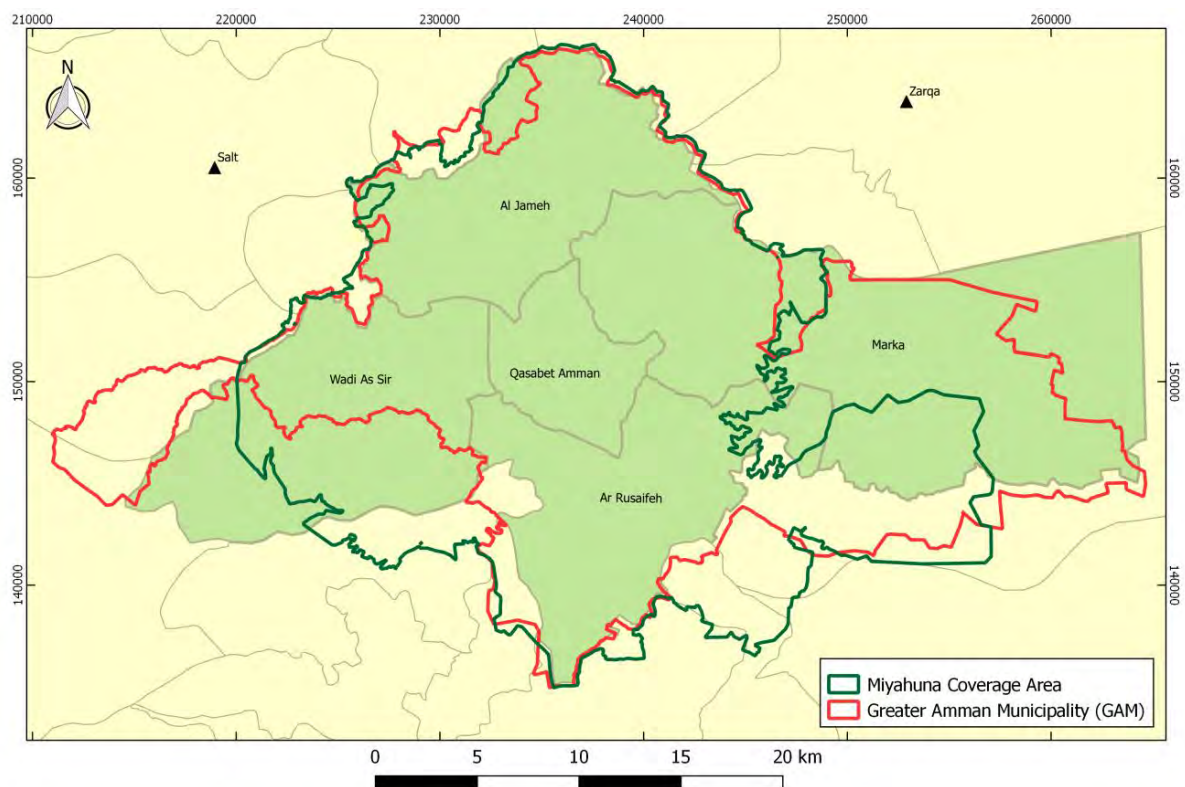 210000
220000
230000
240000
250000
260000
N
Zarqa
Salt
160000
160000
Al Jameh
Marka
Wadi As Sir
Qasabet Amman
150000
150000
Ar Rusaifeh
140000
140000
Miyahuna Coverage Area
Greater Amman Municipality (GAM)
0
5
10
15
20 km